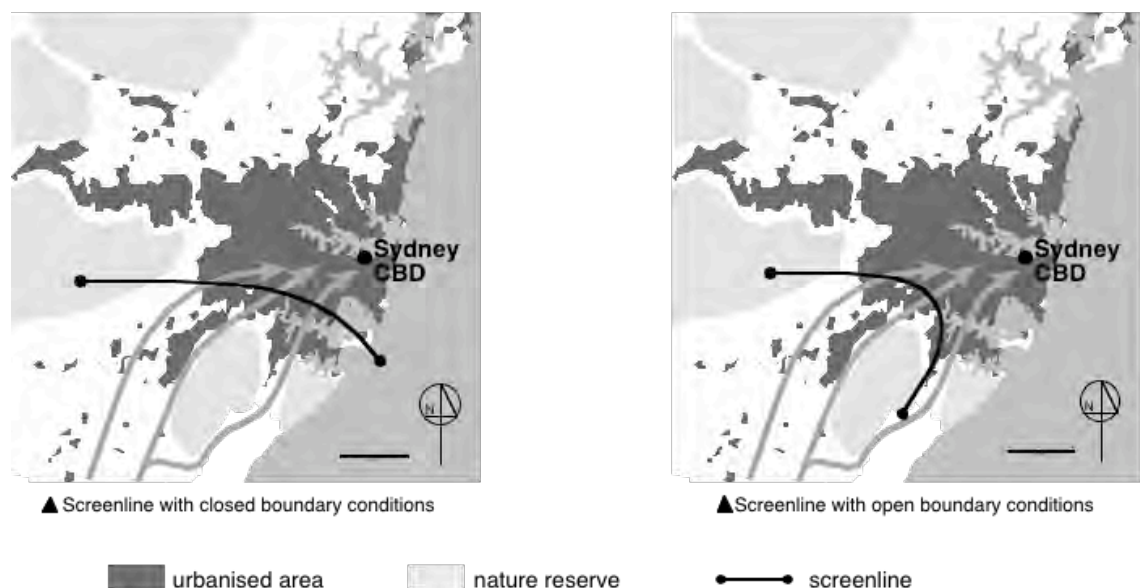 Sydney
CBD
N
▲ Screenline with closed boundary conditions
Sydney
CBD
N
▲ Screenline with open boundary conditions
urbanised area
nature reserve
screenline